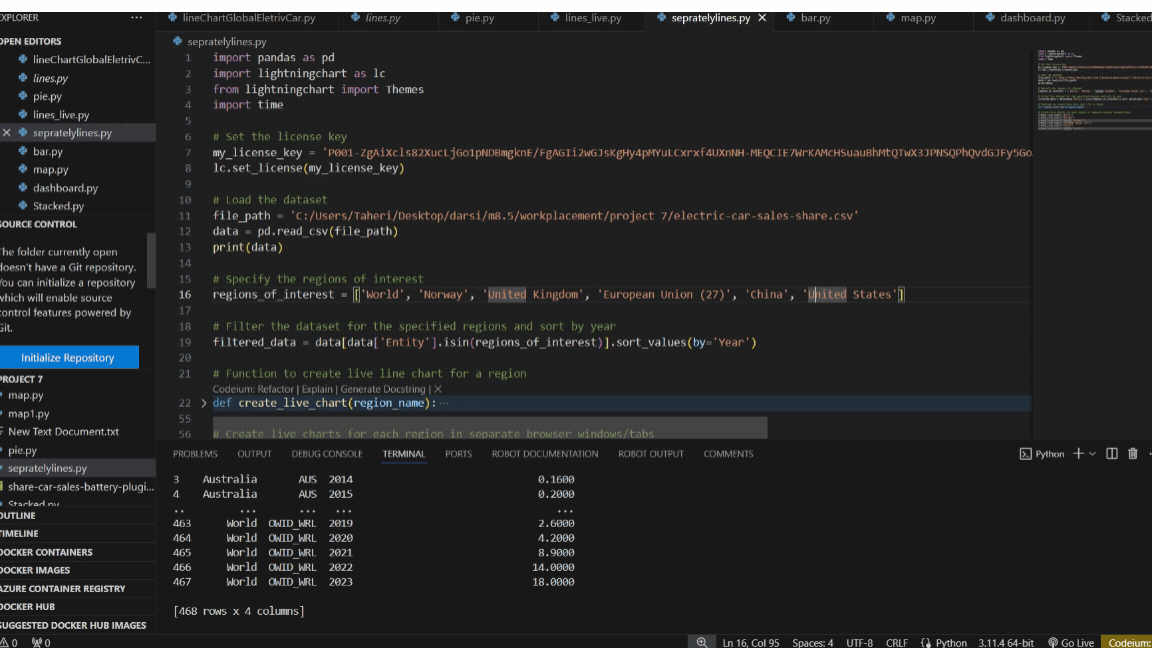 EXPLORER ...
lineChartGlobalEletrivCar.py lines.py pie.py lines_live.py sepratelylines.py bar.py map.py dashboard.py Stacked
OPEN EDITORS
lineChartGlobalEletrivC...
lines.py
pie.py
lines_live.py
sepratelylines.py
bar.py
map.py
dashboard.py
Stacked.py
SOURCE CONTROL
The folder currently open
doesn't have a Git repository.
You can initialize a repository
which will enable source
control features powered by
Git.
Initialize Repository
PROJECT 7
map.py
map1.py
New Text Document.txt
pie.py
sepratelylines.py
share-car-sales-battery-plugi...
Stacked.py
OUTLINE
TIMELINE
DOCKER CONTAINERS
DOCKER IMAGES
AZURE CONTAINER REGISTRY
DOCKER HUB
SUGGESTED DOCKER HUB IMAGES
sepratelylines.py
1 import pandas as pd
2 import lightningchart as lc
3 from lightningchart import Themes
4 import time
5
6 # Set the license key
7 my_license_key =
8 lc.set_license(my_license_key)
9
10 # Load the dataset
11 file_path = 'C:/Users/Taheri/Desktop/darsi/m8.5/workplacement/project 7/electric-car-sales-share.csv'
12 data = pd.read_csv(file_path)
13 print(data)
14
15 # Specify the regions of interest
16 regions_of_interest = ['World', 'Norway', 'United Kingdom', 'European Union (27)', 'China', 'United States']
17
18 # Filter the dataset for the specified regions and sort by year
19 filtered_data = data[data['Entity'].isin(regions_of_interest)].sort_values(by='Year')
20
21 # Function to create live line chart for a region
Codeium: Refactor | Explain | Generate Docstring | X
22 def create_live_chart(region_name): ...
55
56 # Create live charts for each region in separate browser windows/tabs
PROBLEMS OUTPUT DEBUG CONSOLE TERMINAL PORTS ROBOT DOCUMENTATION ROBOT OUTPUT COMMENTS Python
3 Australia AUS 2014 0.1600
4 Australia AUS 2015 0.2000
.. ... ... ... ...
463 World OWID_WRL 2019 2.6000
464 World OWID_WRL 2020 4.2000
465 World OWID_WRL 2021 8.9000
466 World OWID_WRL 2022 14.0000
467 World OWID_WRL 2023 18.0000
[468 rows x 4 columns]
0 0 Ln 16, Col 95 Spaces: 4 UTF-8 CRLF Python 3.11.4 64-bit Go Live Codeium: